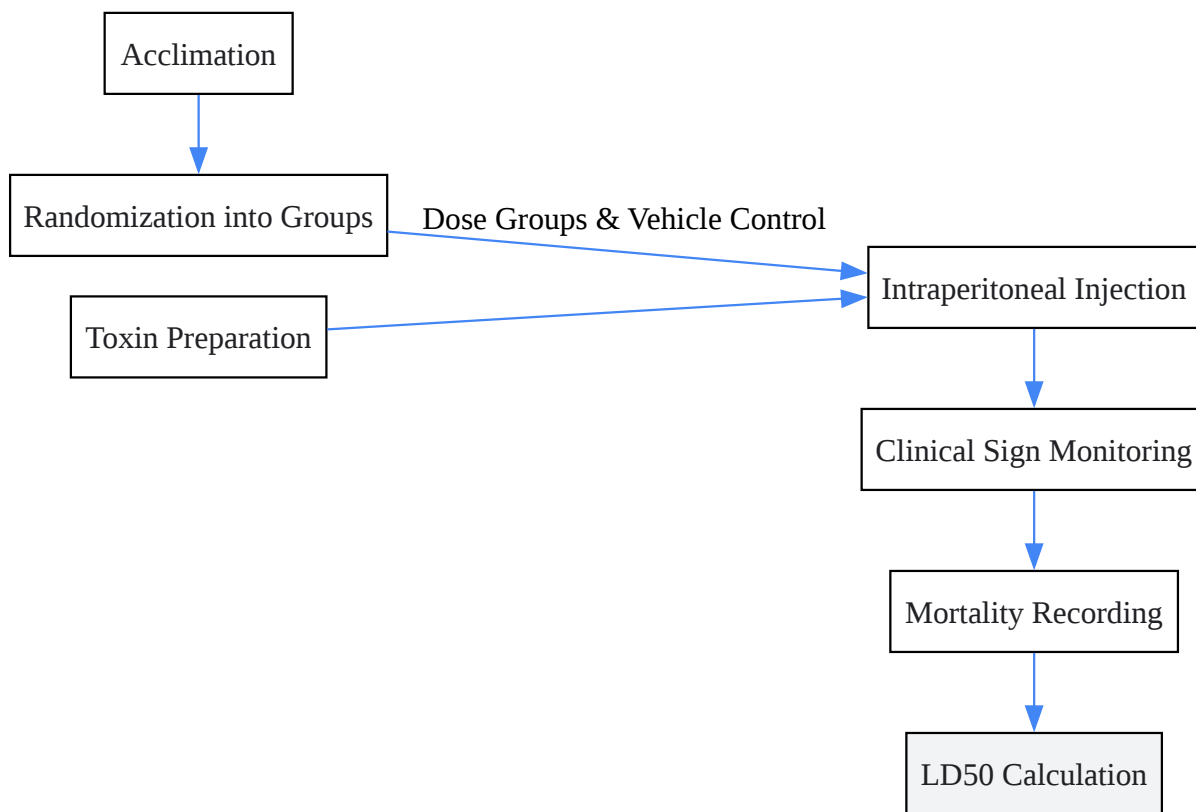 Acclimation
Randomization into Groups
Dose Groups & Vehicle Control
Toxin Preparation
Intraperitoneal Injection
Clinical Sign Monitoring
Mortality Recording
LD50 Calculation